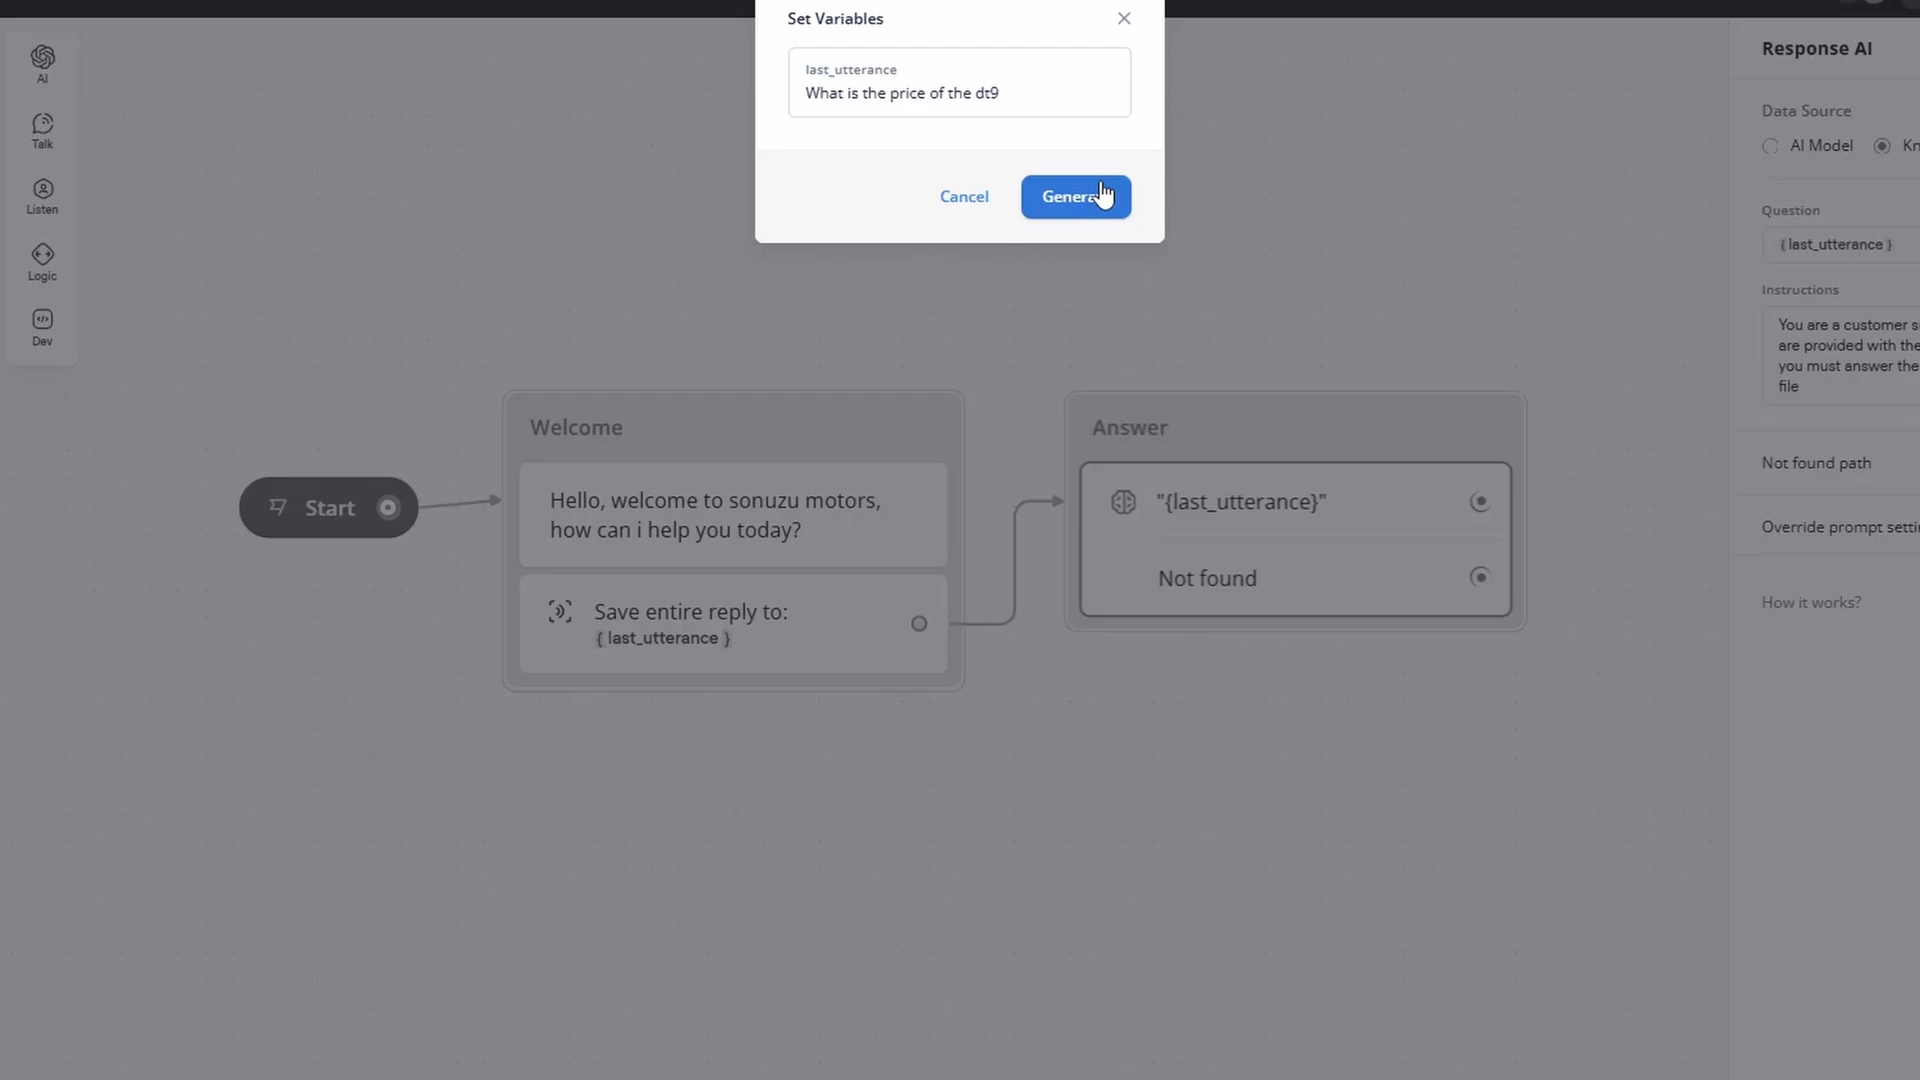 Set Variables
last_utterance
What is the price of the dt9
Cancel
AI
Talk
Listen
Logic
Dev
Start
Welcome
Hello, welcome to sonuzu motors,
how can i help you today?
Save entire reply to:
{ last_utterance }
Answer
"{last_utterance}"
Not found
Response AI
Data Source
AI Model
Question
{ last_utterance }
Instructions
You are a customer
are provided with the
you must answer the
file
Not found path
Override prompt
How it works?